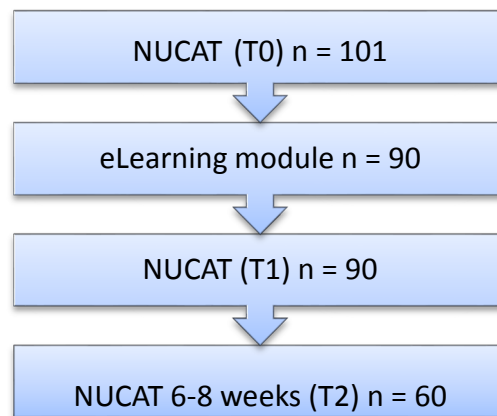 NUCAT (T0) n = 101
eLearning module n = 90
NUCAT (T1) n = 90
NUCAT 6-8 weeks (T2) n = 60